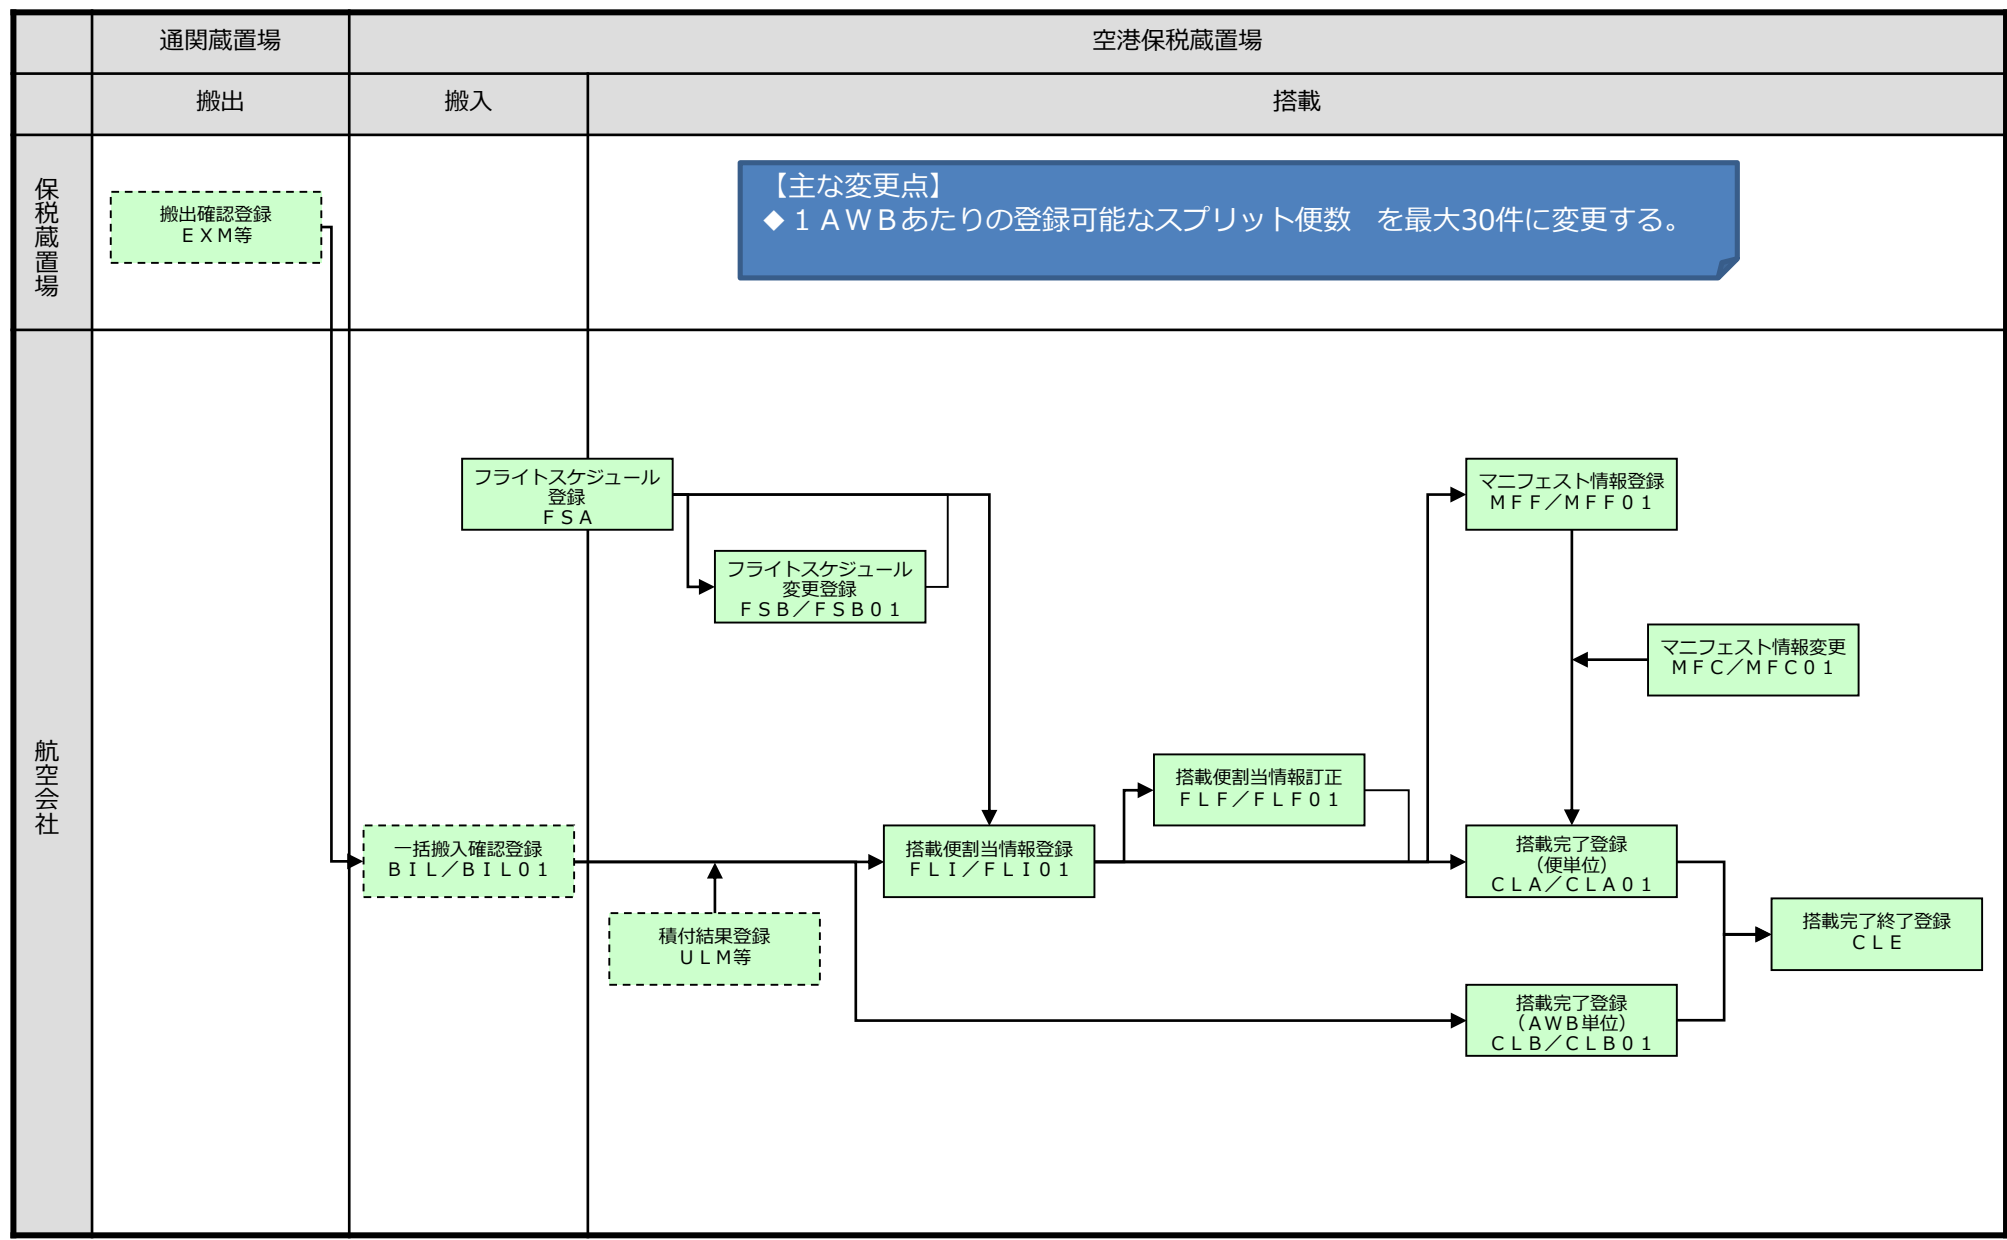 通関蔵置場
空港保税蔵置場
搬出
搬入
搭載
保税蔵置場
搬出確認登録
ＥＸＭ等
【主な変更点】
◆１ＡＷＢあたりの登録可能なスプリット便数　を最大30件に変更する。
航空会社
フライトスケジュール
登録
ＦＳＡ
フライトスケジュール
変更登録
ＦＳＢ／ＦＳＢ０１
マニフェスト情報登録
ＭＦＦ／ＭＦＦ０１
マニフェスト情報変更
ＭＦＣ／ＭＦＣ０１
搭載便割当情報訂正
ＦＬＦ／ＦＬＦ０１
一括搬入確認登録
ＢＩＬ／ＢＩＬ０１
搭載便割当情報登録
ＦＬＩ／ＦＬＩ０１
搭載完了登録
（便単位）
ＣＬＡ／ＣＬＡ０１
積付結果登録
ＵＬＭ等
搭載完了終了登録
ＣＬＥ
搭載完了登録
（ＡＷＢ単位）
ＣＬＢ／ＣＬＢ０１